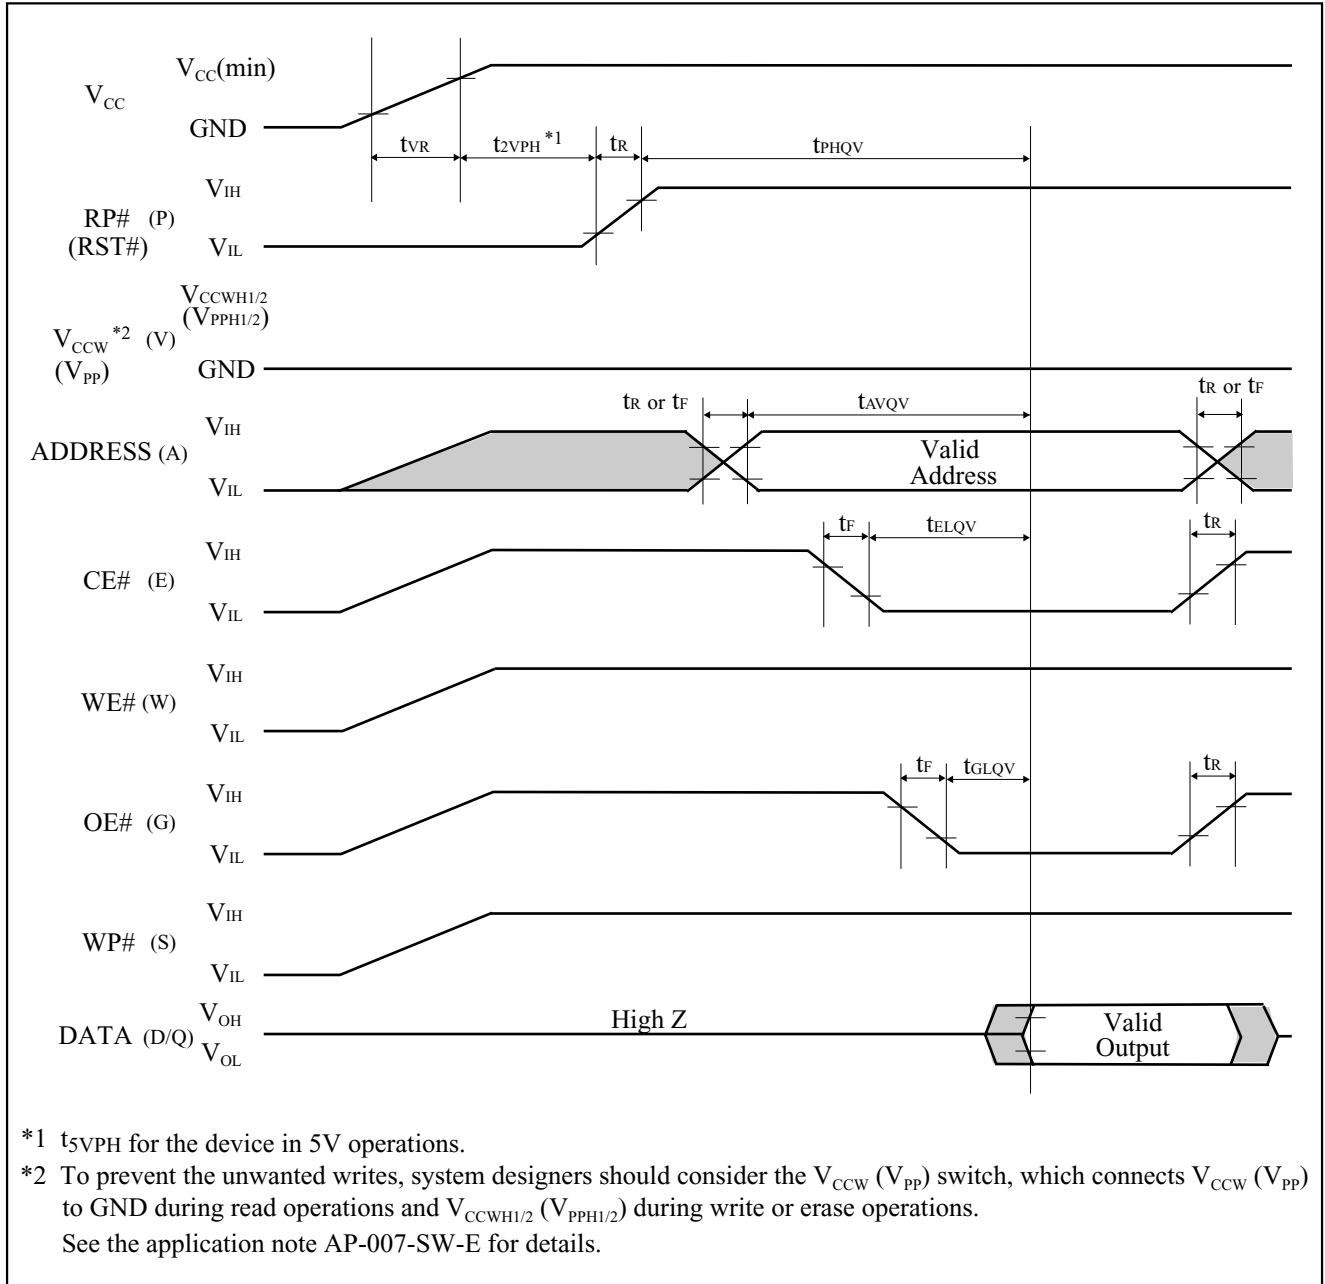 VCC
VCC(min)
GND
tVR
t2VPH *1
tR
tPHQV
RP# (P)
(RST#)
VIH
VIL
VCCW *2 (V)
(VPP)
VCCWH1/2
(VPPH1/2)
GND
ADDRESS (A)
VIH
VIL
tR or tF
tAVQV
tR or tF
Valid
Address
CE# (E)
VIH
VIL
tF
tELQV
tR
WE# (W)
VIH
VIL
OE# (G)
VIH
VIL
tF
tGLQV
tR
WP# (S)
VIH
VIL
DATA (D/Q)
VOH
VOL
High Z
Valid
Output
*1 t5VPH for the device in 5V operations.
*2 To prevent the unwanted writes, system designers should consider the VCCW (VPP) switch, which connects VCCW (VPP)
to GND during read operations and VCCWH1/2 (VPPH1/2) during write or erase operations.
See the application note AP-007-SW-E for details.